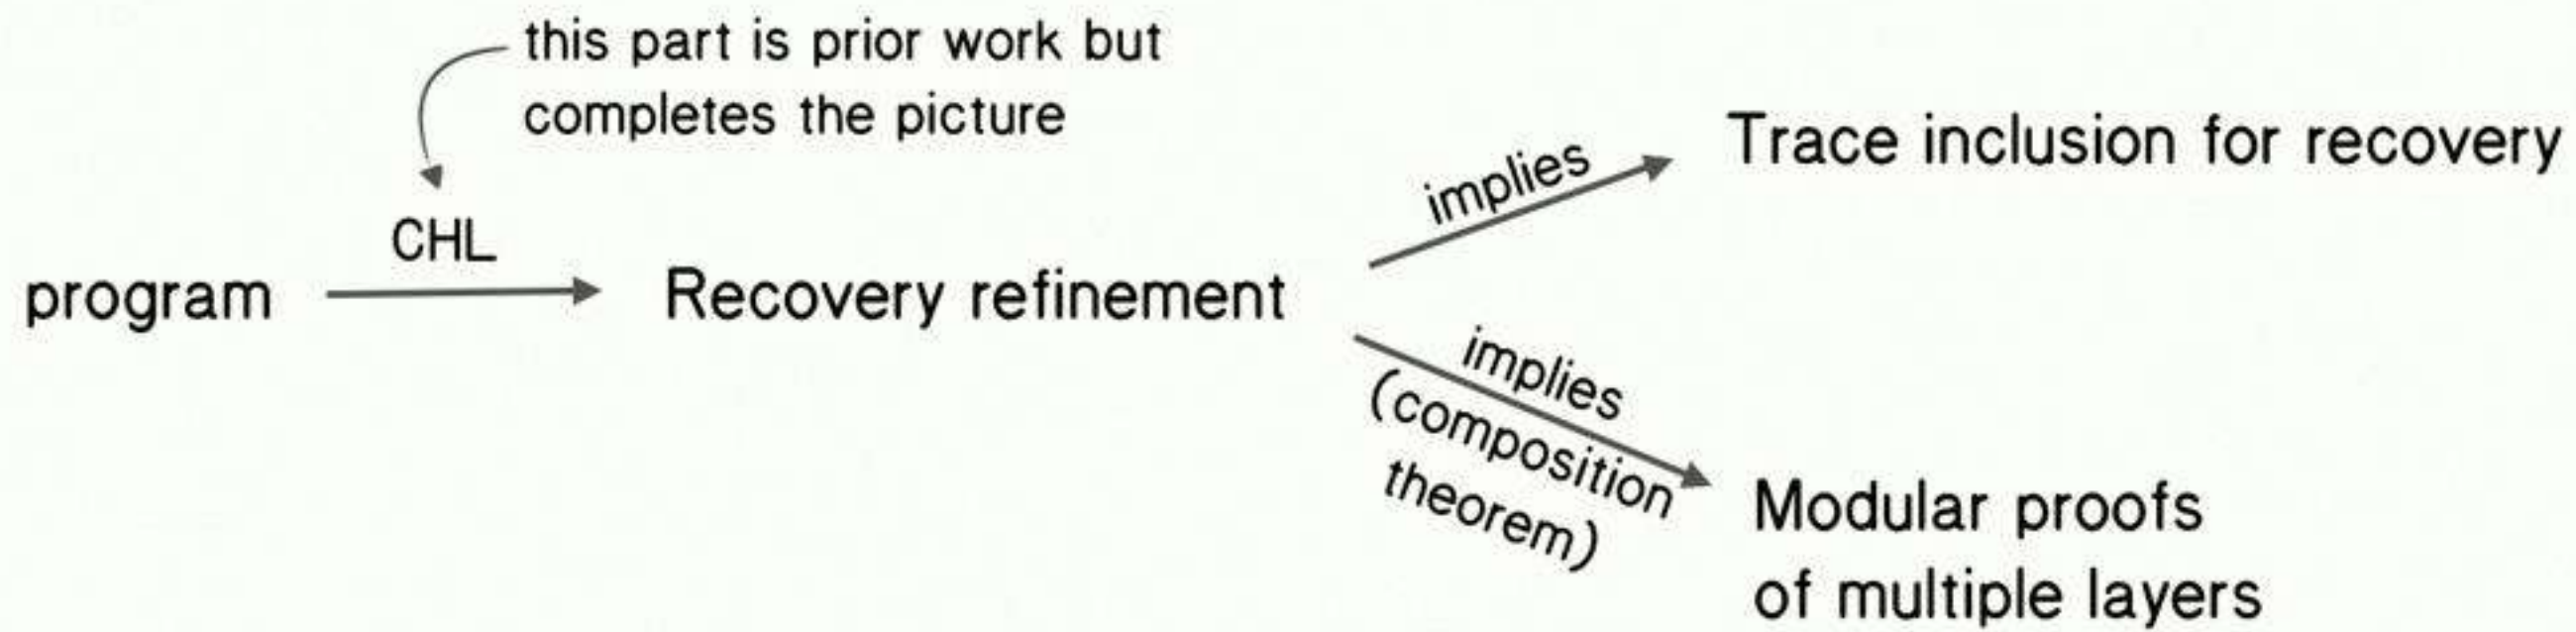 this part is prior work but
completes the picture
CHL
program
Recovery refinement
implies
Trace inclusion for recovery
implies
(composition
theorem)
Modular proofs
of multiple layers